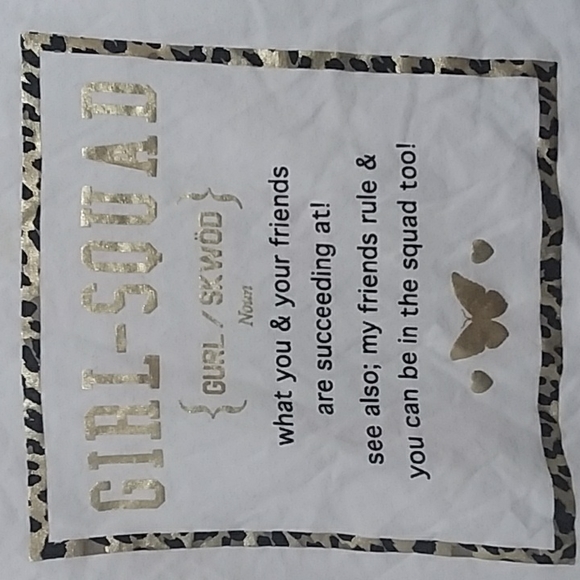 GIRL-SQUAD
{ GURL / SKWÖD }
Noun
what you & your friends
are succeeding at!
see also; my friends rule &
you can be in the squad too!